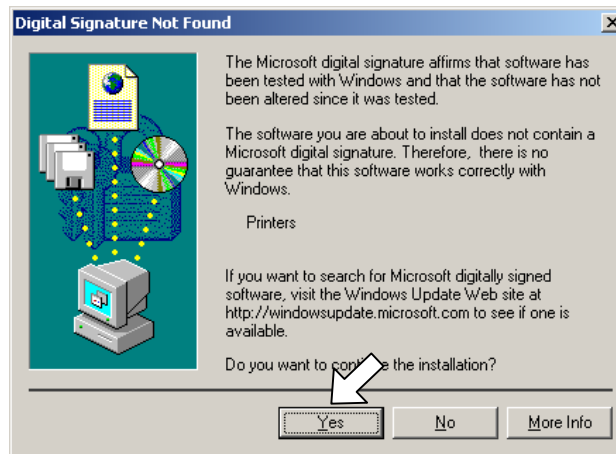 Digital Signature Not Found
The Microsoft digital signature affirms that software has
been tested with Windows and that the software has not
been altered since it was tested.
The software you are about to install does not contain a
Microsoft digital signature. Therefore, there is no
guarantee that this software works correctly with
Windows.
Printers
If you want to search for Microsoft digitally signed
software, visit the Windows Update Web site at
http://windowsupdate.microsoft.com to see if one is
available.
Do you want to continue the installation?
Yes No More Info